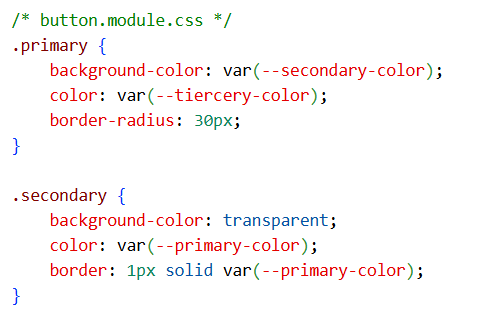 /* button.module.css */
.primary {
    background-color: var(--secondary-color);
    color: var(--tiercery-color);
    border-radius: 30px;
}

.secondary {
    background-color: transparent;
    color: var(--primary-color);
    border: 1px solid var(--primary-color);
}